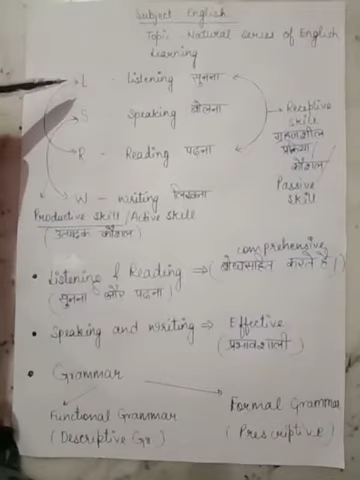 Subject English
Topic Natural series of English
Learning
L - Listening सुनना
S Speaking बोलना
R - Reading पढ़ना
W - Writing लिखना
Receptive
Skill
ग्रहणशील
कौशल
Passive
Skill
Productive Skill / Active Skill
(उत्पादक कौशल)
• Listening & Reading ⇒ (
comprehensive
करते है।)
(सुनना और पढ़ना)
• Speaking and Writing ⇒ Effective
(प्रभावशाली)
• Grammar
Functional Grammar
(Descriptive Gr.)
Formal Grammar
(Prescriptive)